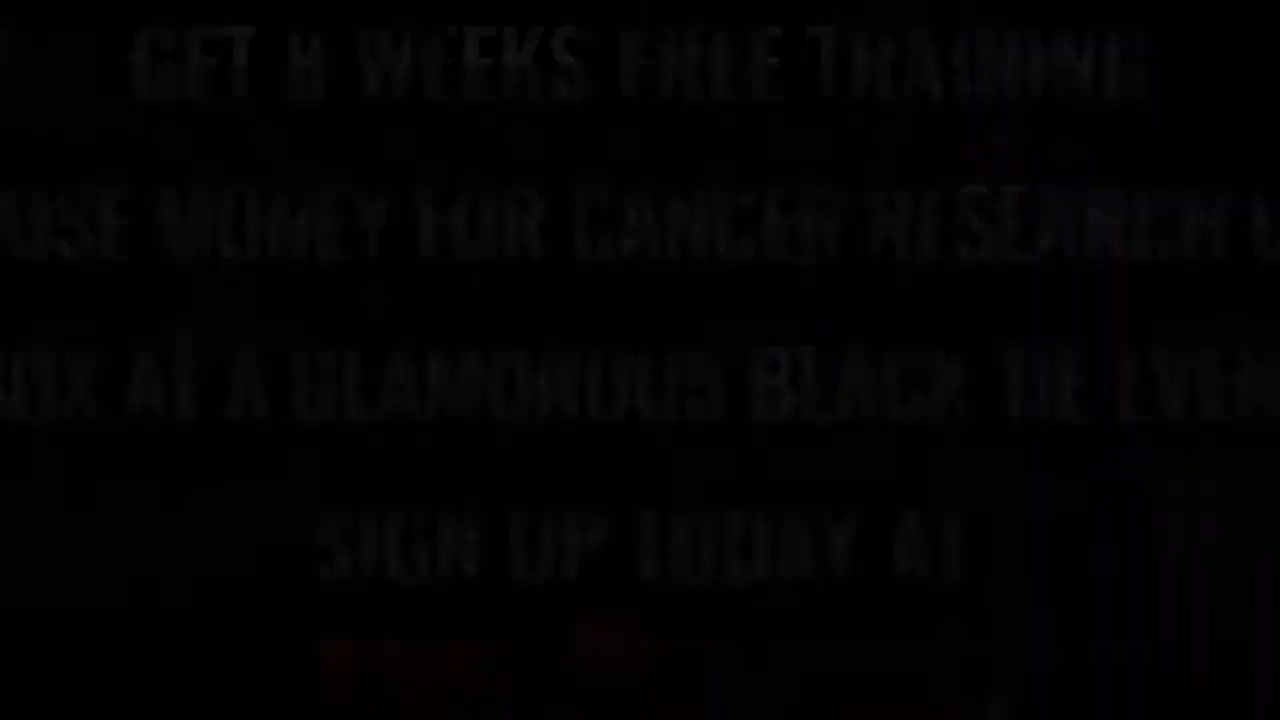 GET 8 WEEKS FREE TRAINING
MONEY FOR CANCER RESEARCH
AT A GLAMOROUS BLACK TIE
SIGN UP TODAY AT